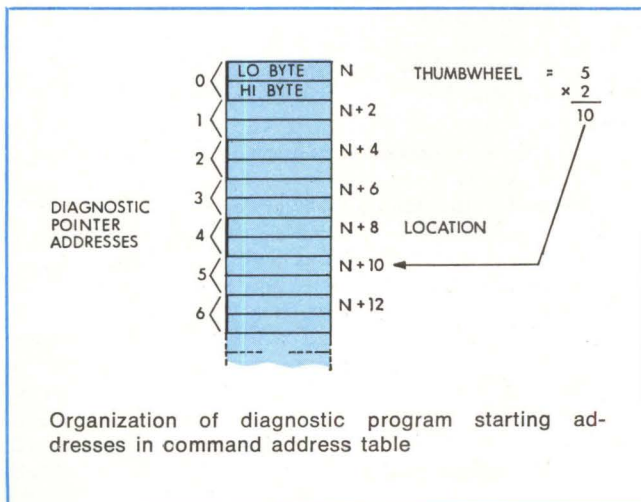 0 LO BYTE N THUMBWHEEL = 5
HI BYTE × 2
1 N+2 10
2 N+4
3 N+6
DIAGNOSTIC
POINTER
ADDRESSES
4 N+8 LOCATION
5 N+10
6 N+12
Organization of diagnostic program starting ad-
dresses in command address table